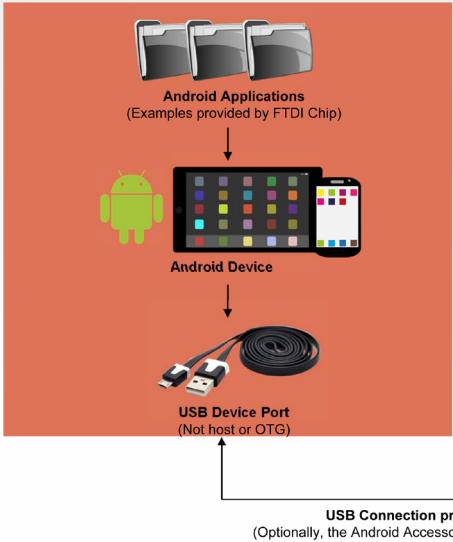 Android Applications
(Examples provided by FTDI Chip)
Android Device
USB Device Port
(Not host or OTG)
USB Connection pr
(Optionally, the Android Accesso